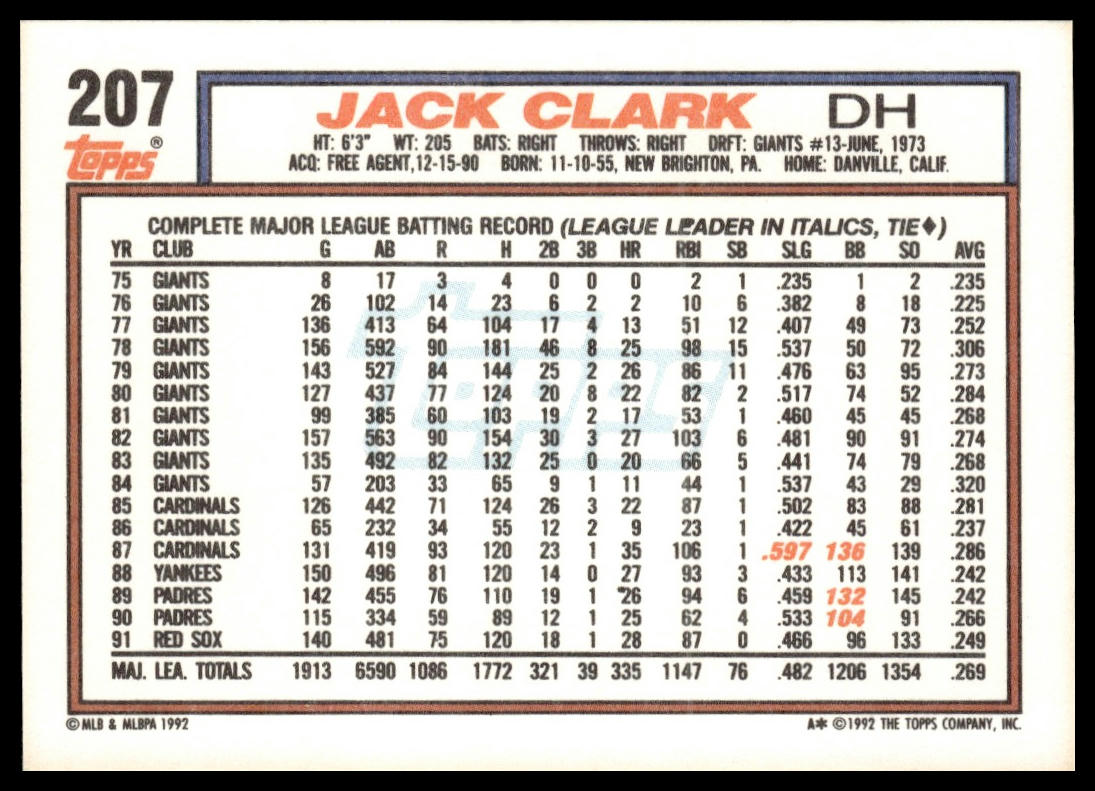 207
JACK CLARK DH
topps®
HT: 6'3" WT: 205 BATS: RIGHT THROWS: RIGHT DRFT: GIANTS #13-JUNE, 1973
ACQ: FREE AGENT,12-15-90 BORN: 11-10-55, NEW BRIGHTON, PA. HOME: DANVILLE, CALIF.
COMPLETE MAJOR LEAGUE BATTING RECORD (LEAGUE LEADER IN ITALICS, TIE♦)
YR CLUB G AB R H 2B 3B HR RBI SB SLG BB SO AVG
75 GIANTS 8 17 3 4 0 0 0 2 1 .235 1 2 .235
76 GIANTS 26 102 14 23 6 2 2 10 6 .382 8 18 .225
77 GIANTS 136 413 64 104 17 4 13 51 12 .407 49 73 .252
78 GIANTS 156 592 90 181 46 8 25 98 15 .537 50 72 .306
79 GIANTS 143 527 84 144 25 2 26 86 11 .476 63 95 .273
80 GIANTS 127 437 77 124 20 8 22 82 2 .517 74 52 .284
81 GIANTS 99 385 60 103 19 2 17 53 1 .460 45 45 .268
82 GIANTS 157 563 90 154 30 3 27 103 6 .481 90 91 .274
83 GIANTS 135 492 82 132 25 0 20 66 5 .441 74 79 .268
84 GIANTS 57 203 33 65 9 1 11 44 1 .537 43 29 .320
85 CARDINALS 126 442 71 124 26 3 22 87 1 .502 83 88 .281
86 CARDINALS 65 232 34 55 12 2 9 23 1 .422 45 61 .237
87 CARDINALS 131 419 93 120 23 1 35 106 1 .597 136 139 .286
88 YANKEES 150 496 81 120 14 0 27 93 3 .433 113 141 .242
89 PADRES 142 455 76 110 19 1 26 94 6 .459 132 145 .242
90 PADRES 115 334 59 89 12 1 25 62 4 .533 104 91 .266
91 RED SOX 140 481 75 120 18 1 28 87 0 .466 96 133 .249
MAJ. LEA. TOTALS 1913 6590 1086 1772 321 39 335 1147 76 .482 1206 1354 .269
topps
© MLB & MLBPA 1992
A* © 1992 THE TOPPS COMPANY, INC.